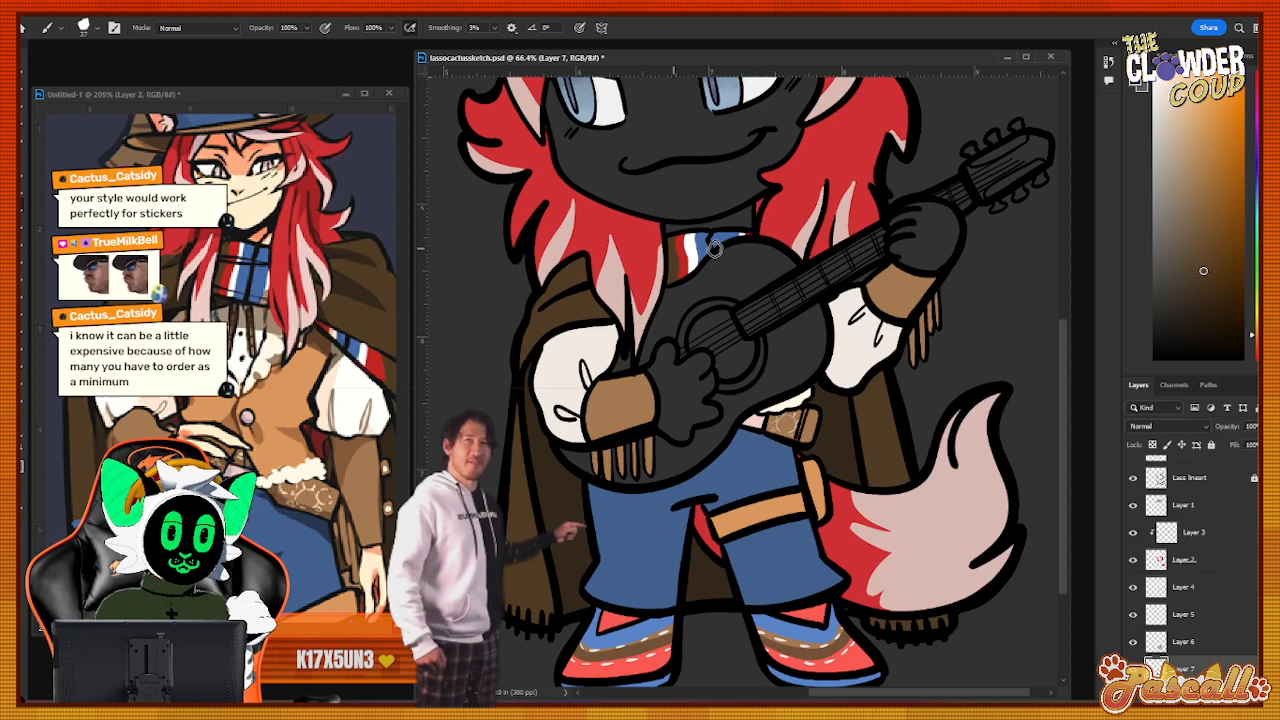 Mode: Normal
Opacity: 100%
Flow: 100%
Smoothing: 3%
0°
Share
lassocactussketch.psd @ 66.4% (Layer 7, RGB/8#) *
Untitled-1 @ 209% (Layer 2, RGB/8#) *
THE
CLOWDER
COUP
Cactus_Catsidy
your style would work
perfectly for stickers
TrueMilkBell
Cactus_Catsidy
i know it can be a little
expensive because of how
many you have to order as
a minimum
Layers
Channels
Paths
Kind
Normal
Opacity: 100%
Lock:
Fill:
Lass lineart
Layer 1
Layer 3
Layer 2
Layer 4
Layer 5
Layer 6
K17X5UN3
Pascall